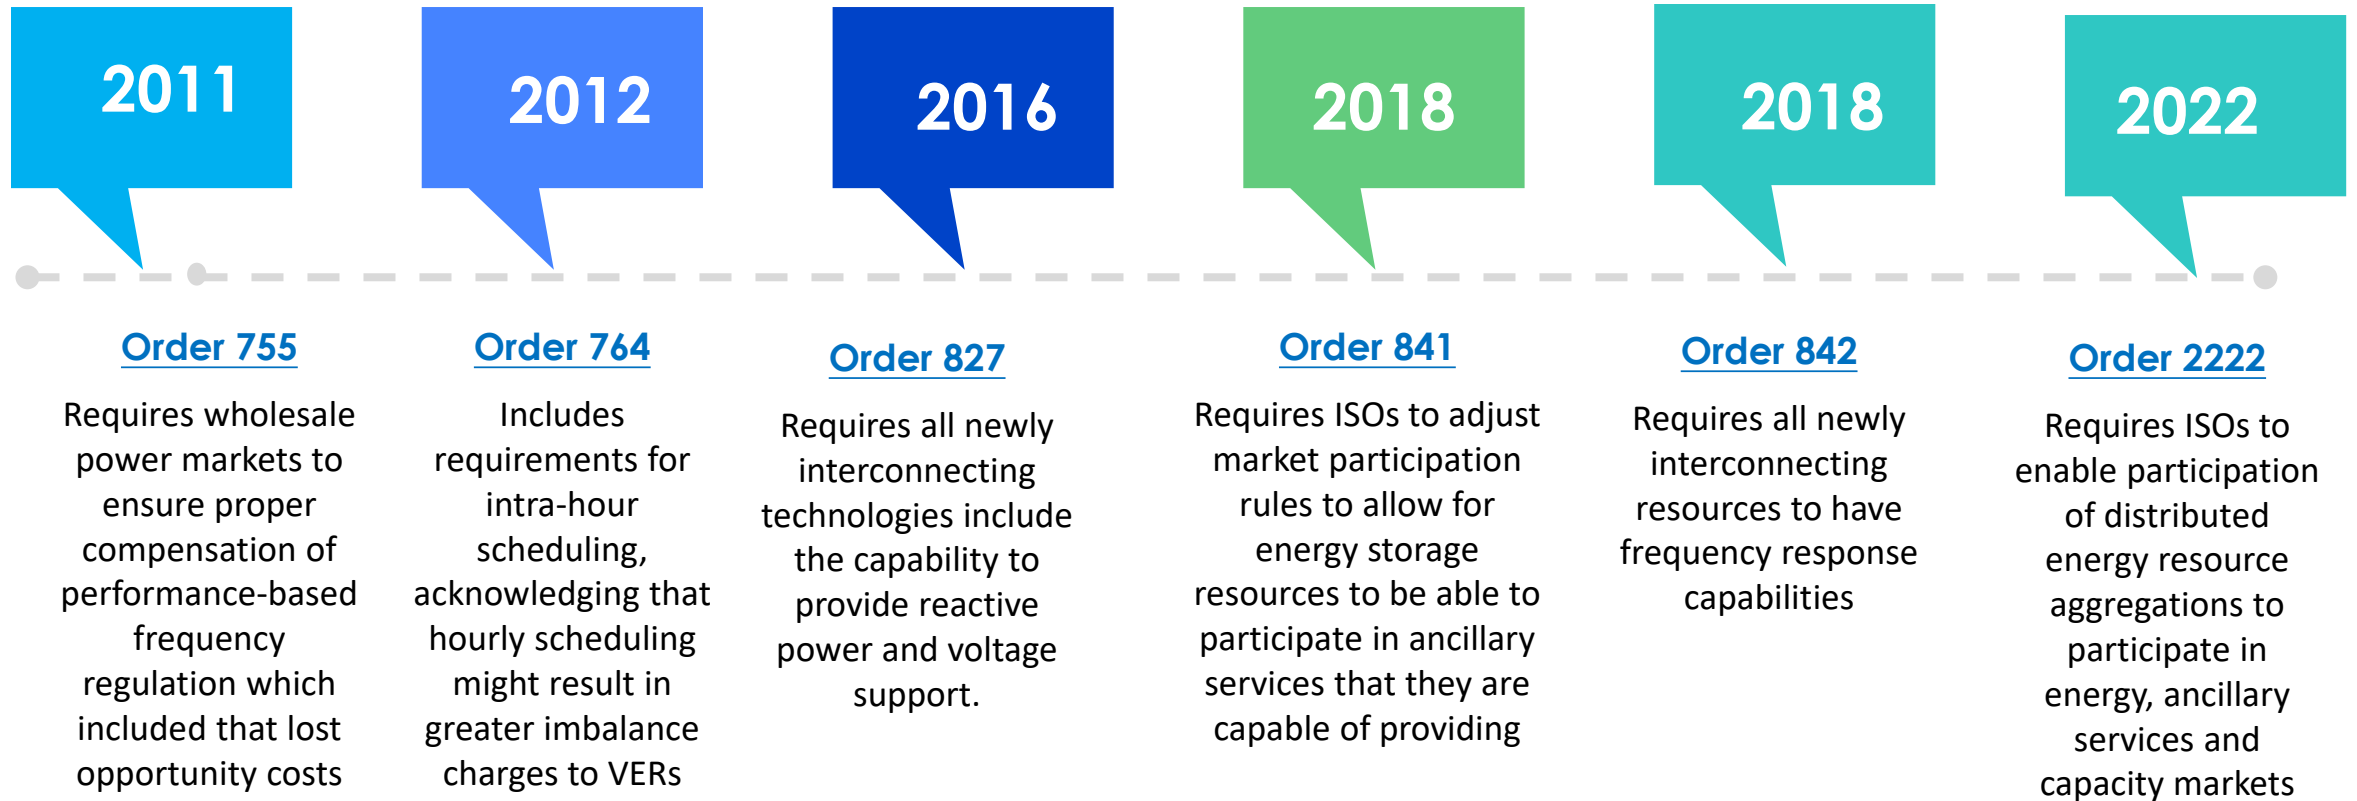 2011
2012
2016
2018
2018
2022
Order 755
Requires wholesale
power markets to
ensure proper
compensation of
performance-based
frequency
regulation which
included that lost
opportunity costs
Order 764
Includes
requirements for
intra-hour
scheduling,
acknowledging that
hourly scheduling
might result in
greater imbalance
charges to VERs
Order 827
Requires all newly
interconnecting
technologies include
the capability to
provide reactive
power and voltage
support.
Order 841
Requires ISOs to adjust
market participation
rules to allow for
energy storage
resources to be able to
participate in ancillary
services that they are
capable of providing
Order 842
Requires all newly
interconnecting
resources to have
frequency response
capabilities
Order 2222
Requires ISOs to
enable participation
of distributed
energy resource
aggregations to
participate in
energy, ancillary
services and
capacity markets